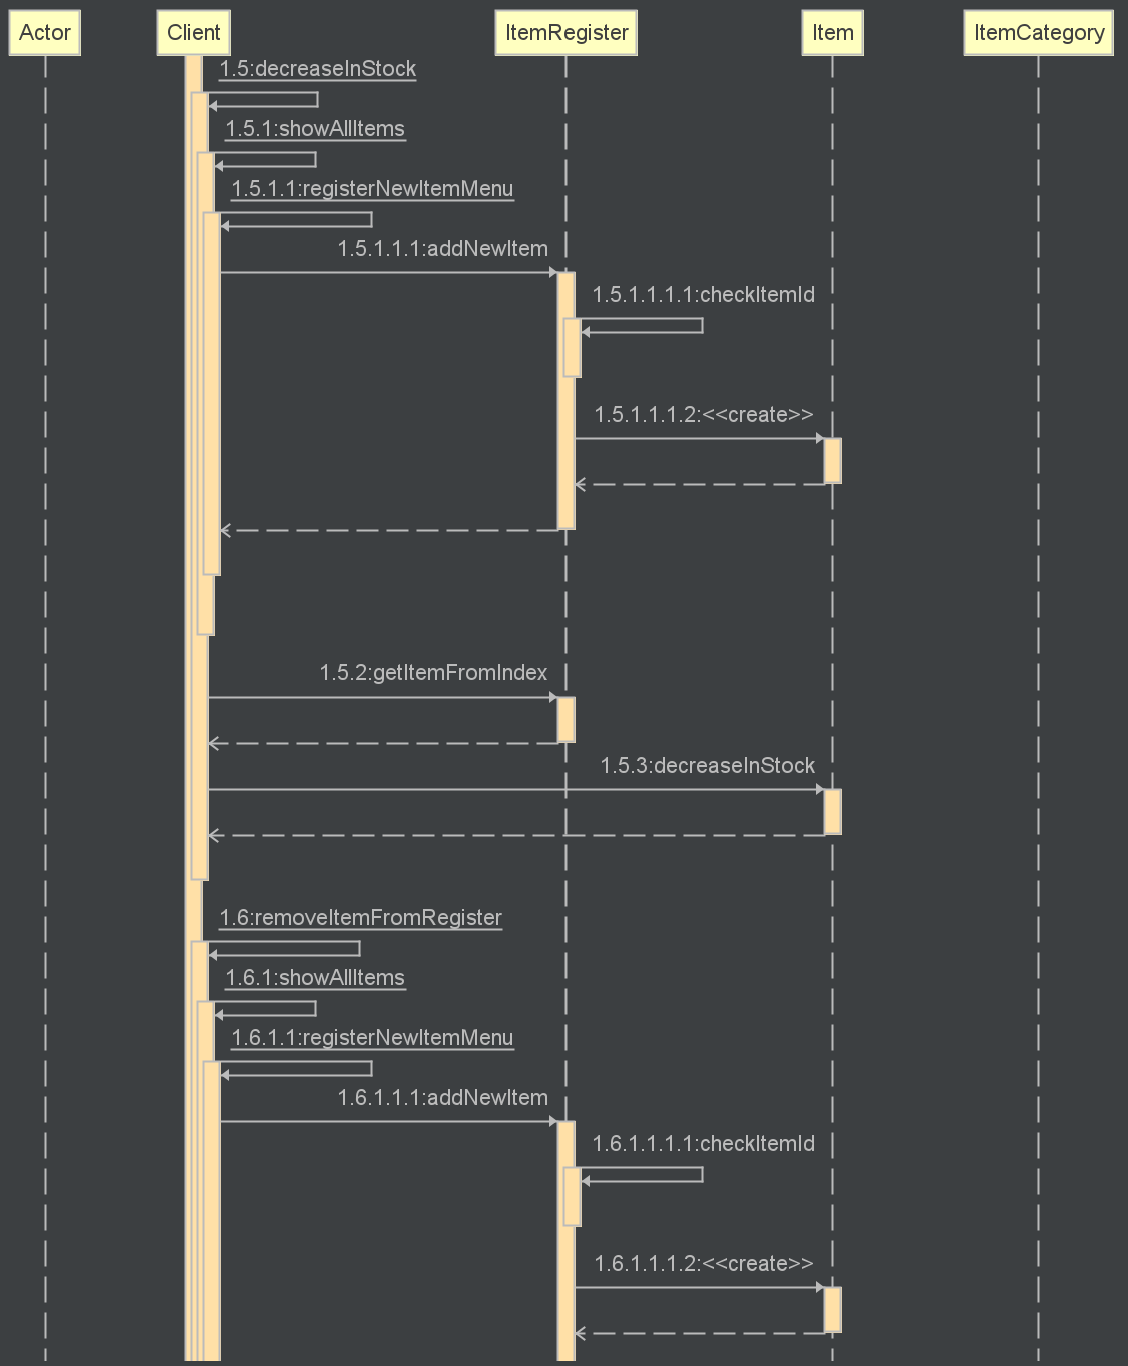 Actor
Client
ItemRegister
Item
ItemCategory
1.5:decreaseInStock
1.5.1:showAllItems
1.5.1.1:registerNewItemMenu
1.5.1.1.1:addNewItem
1.5.1.1.1.1:checkItemId
1.5.1.1.1.2:<<create>>
1.5.2:getItemFromIndex
1.5.3:decreaseInStock
1.6:removeItemFromRegister
1.6.1:showAllItems
1.6.1.1:registerNewItemMenu
1.6.1.1.1:addNewItem
1.6.1.1.1.1:checkItemId
1.6.1.1.1.2:<<create>>